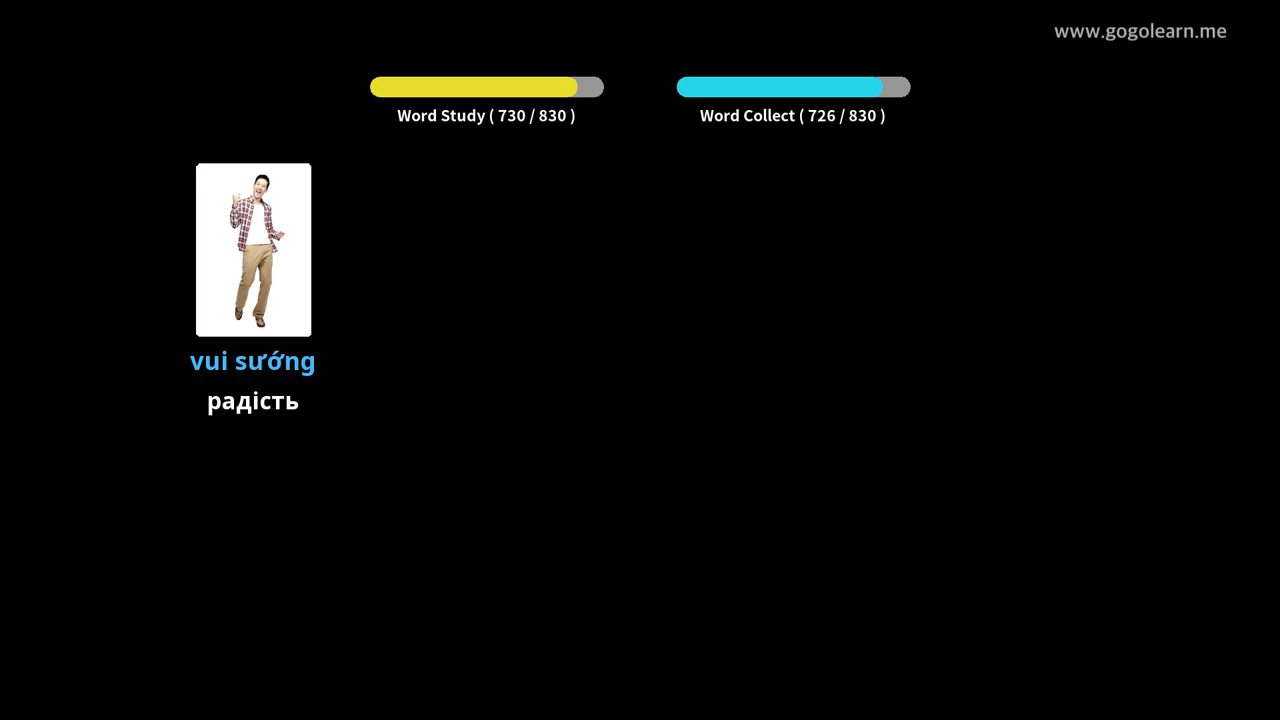 www.gogolearn.me
Word Study ( 730 / 830 )
Word Collect ( 726 / 830 )
vui sướng
радість